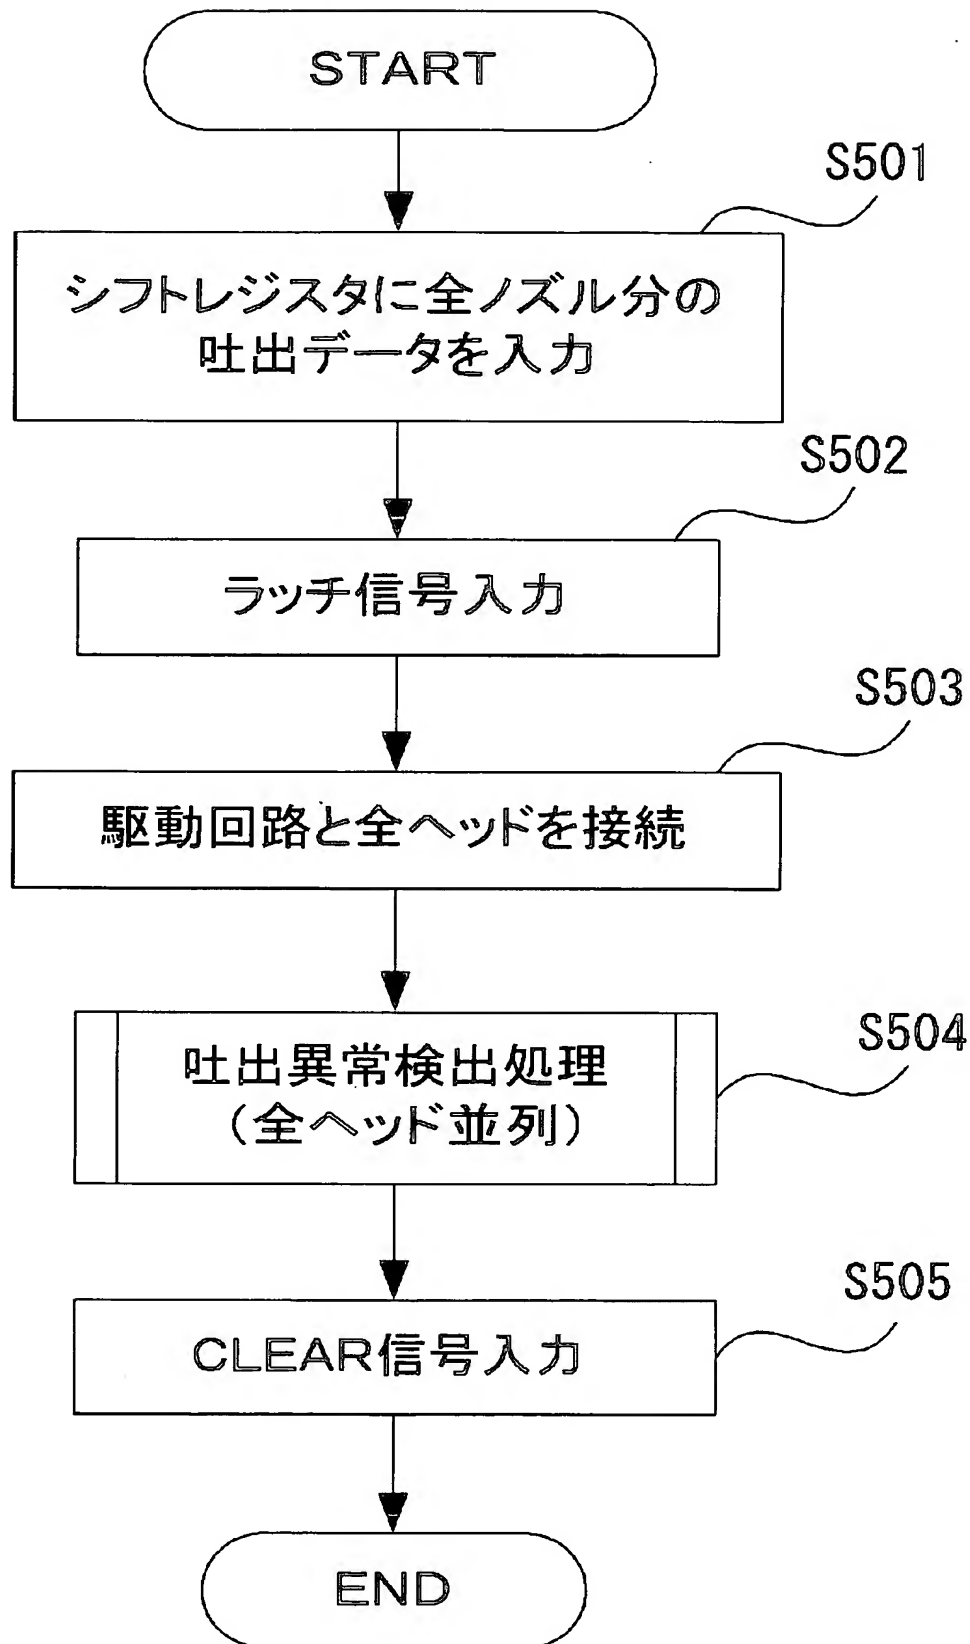 START
S501
シフトレジスタに全ノズル分の
吐出データを入力
S502
ラッチ信号入力
S503
駆動回路と全ヘッドを接続
S504
吐出異常検出処理
（全ヘッド並列）
S505
CLEAR信号入力
END